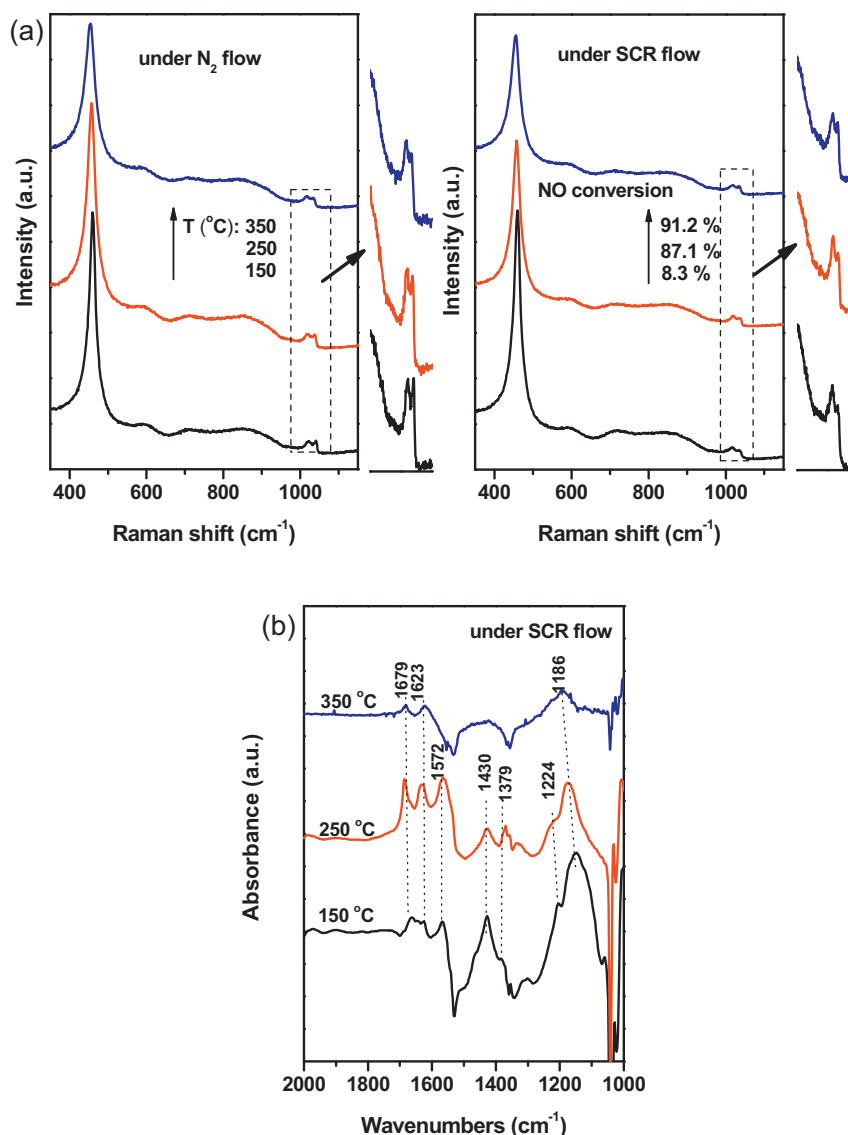 (a)
under N₂ flow
T (°C): 350
250
150
Intensity (a.u.)
400 600 800 1000
Raman shift (cm⁻¹)
under SCR flow
NO conversion
91.2 %
87.1 %
8.3 %
Intensity (a.u.)
400 600 800 1000
Raman shift (cm⁻¹)
(b)
under SCR flow
1679
1623
1186
350 °C
1572
1430
1379
1224
250 °C
150 °C
Absorbance (a.u.)
2000 1800 1600 1400 1200 1000
Wavenumbers (cm⁻¹)